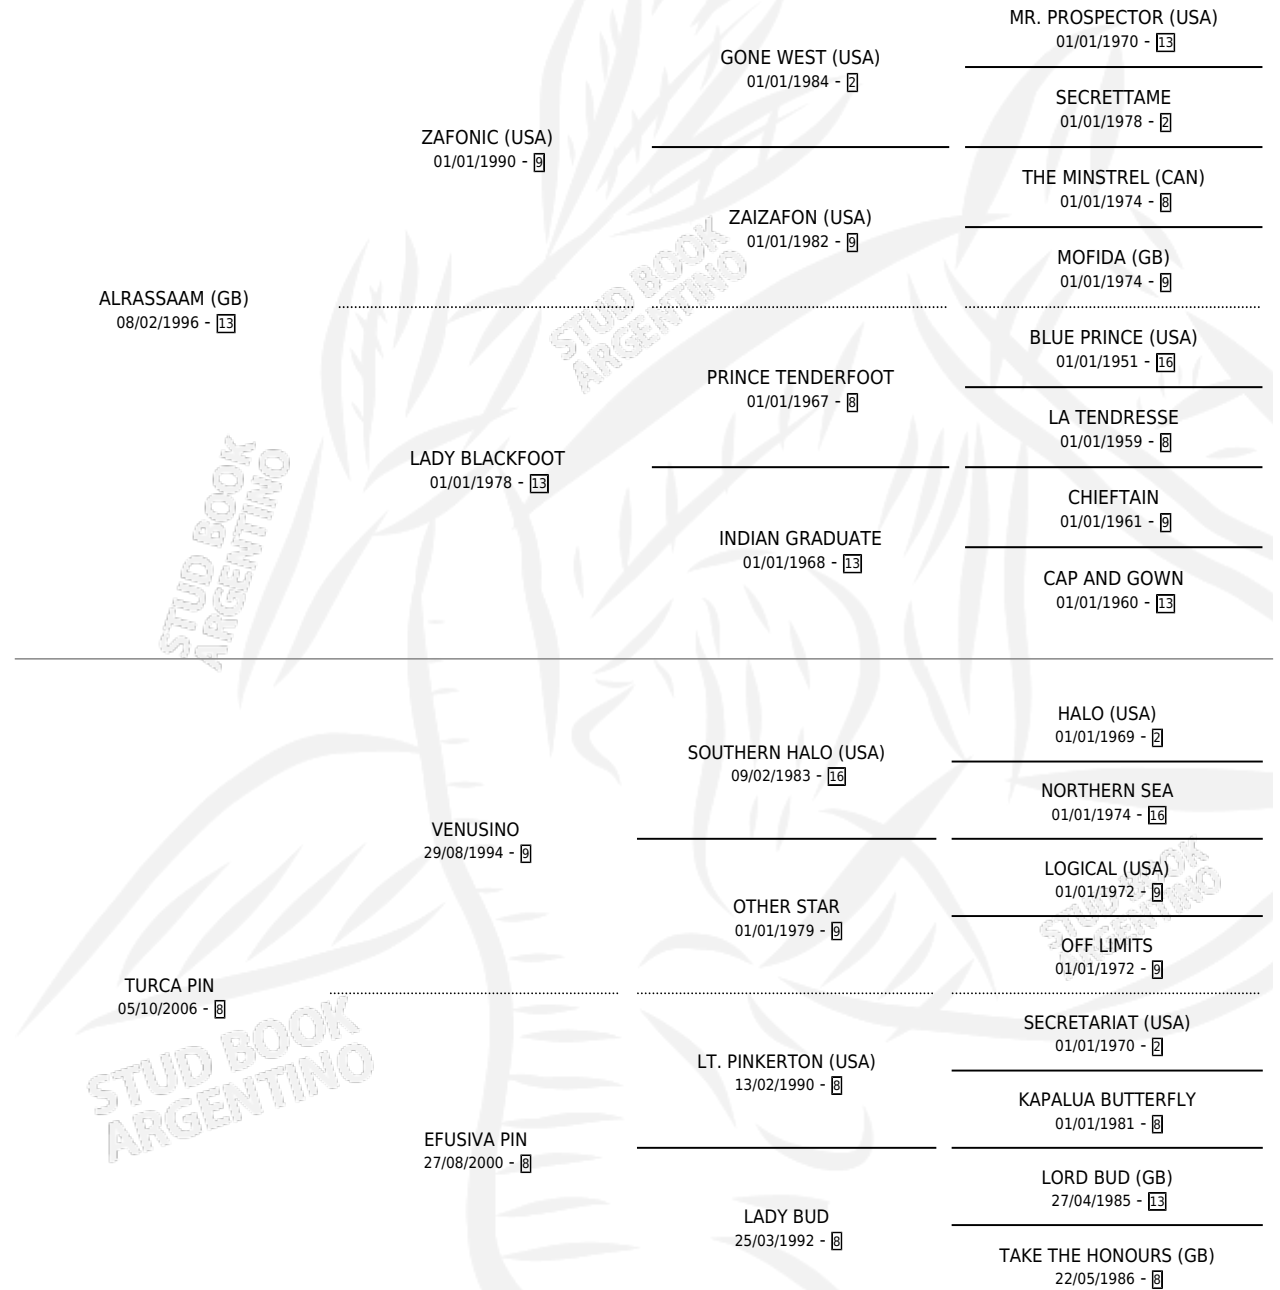 MR. PROSPECTOR (USA)
01/01/1970 - 13
GONE WEST (USA)
01/01/1984 - 2
SECRETTAME
01/01/1978 - 2
ZAFONIC (USA)
01/01/1990 - 9
THE MINSTREL (CAN)
01/01/1974 - 8
ZAIZAFON (USA)
01/01/1982 - 9
MOFIDA (GB)
01/01/1974 - 9
ALRASSAAM (GB)
08/02/1996 - 13
BLUE PRINCE (USA)
01/01/1951 - 16
PRINCE TENDERFOOT
01/01/1967 - 8
LA TENDRESSE
01/01/1959 - 8
LADY BLACKFOOT
01/01/1978 - 13
CHIEFTAIN
01/01/1961 - 9
INDIAN GRADUATE
01/01/1968 - 13
CAP AND GOWN
01/01/1960 - 13
HALO (USA)
01/01/1969 - 2
SOUTHERN HALO (USA)
09/02/1983 - 16
NORTHERN SEA
01/01/1974 - 16
VENUSINO
29/08/1994 - 9
LOGICAL (USA)
01/01/1972 - 9
OTHER STAR
01/01/1979 - 9
OFF LIMITS
01/01/1972 - 9
TURCA PIN
05/10/2006 - 8
SECRETARIAT (USA)
01/01/1970 - 2
LT. PINKERTON (USA)
13/02/1990 - 8
KAPALUA BUTTERFLY
01/01/1981 - 8
EFUSIVA PIN
27/08/2000 - 8
LORD BUD (GB)
27/04/1985 - 13
LADY BUD
25/03/1992 - 8
TAKE THE HONOURS (GB)
22/05/1986 - 8
STUD BOOK
ARGENTINO
STUD BOOK
ARGENTINO
STUD BOOK
ARGENTINO
STUD BOOK
ARGENTINO